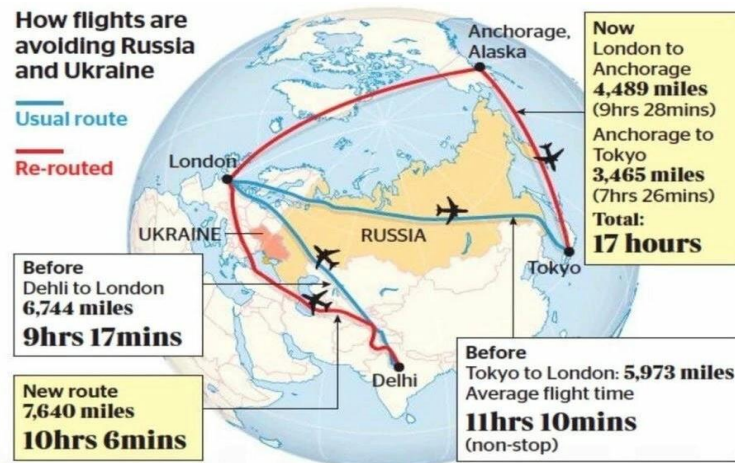 How flights are
avoiding Russia
and Ukraine
Usual route
Re-routed
Anchorage,
Alaska
London
UKRAINE
RUSSIA
Tokyo
Delhi
Now
London to
Anchorage
4,489 miles
(9hrs 28mins)
Anchorage to
Tokyo
3,465 miles
(7hrs 26mins)
Total:
17 hours
Before
Dehli to London
6,744 miles
9hrs 17mins
New route
7,640 miles
10hrs 6mins
Before
Tokyo to London: 5,973 miles
Average flight time
11hrs 10mins
(non-stop)